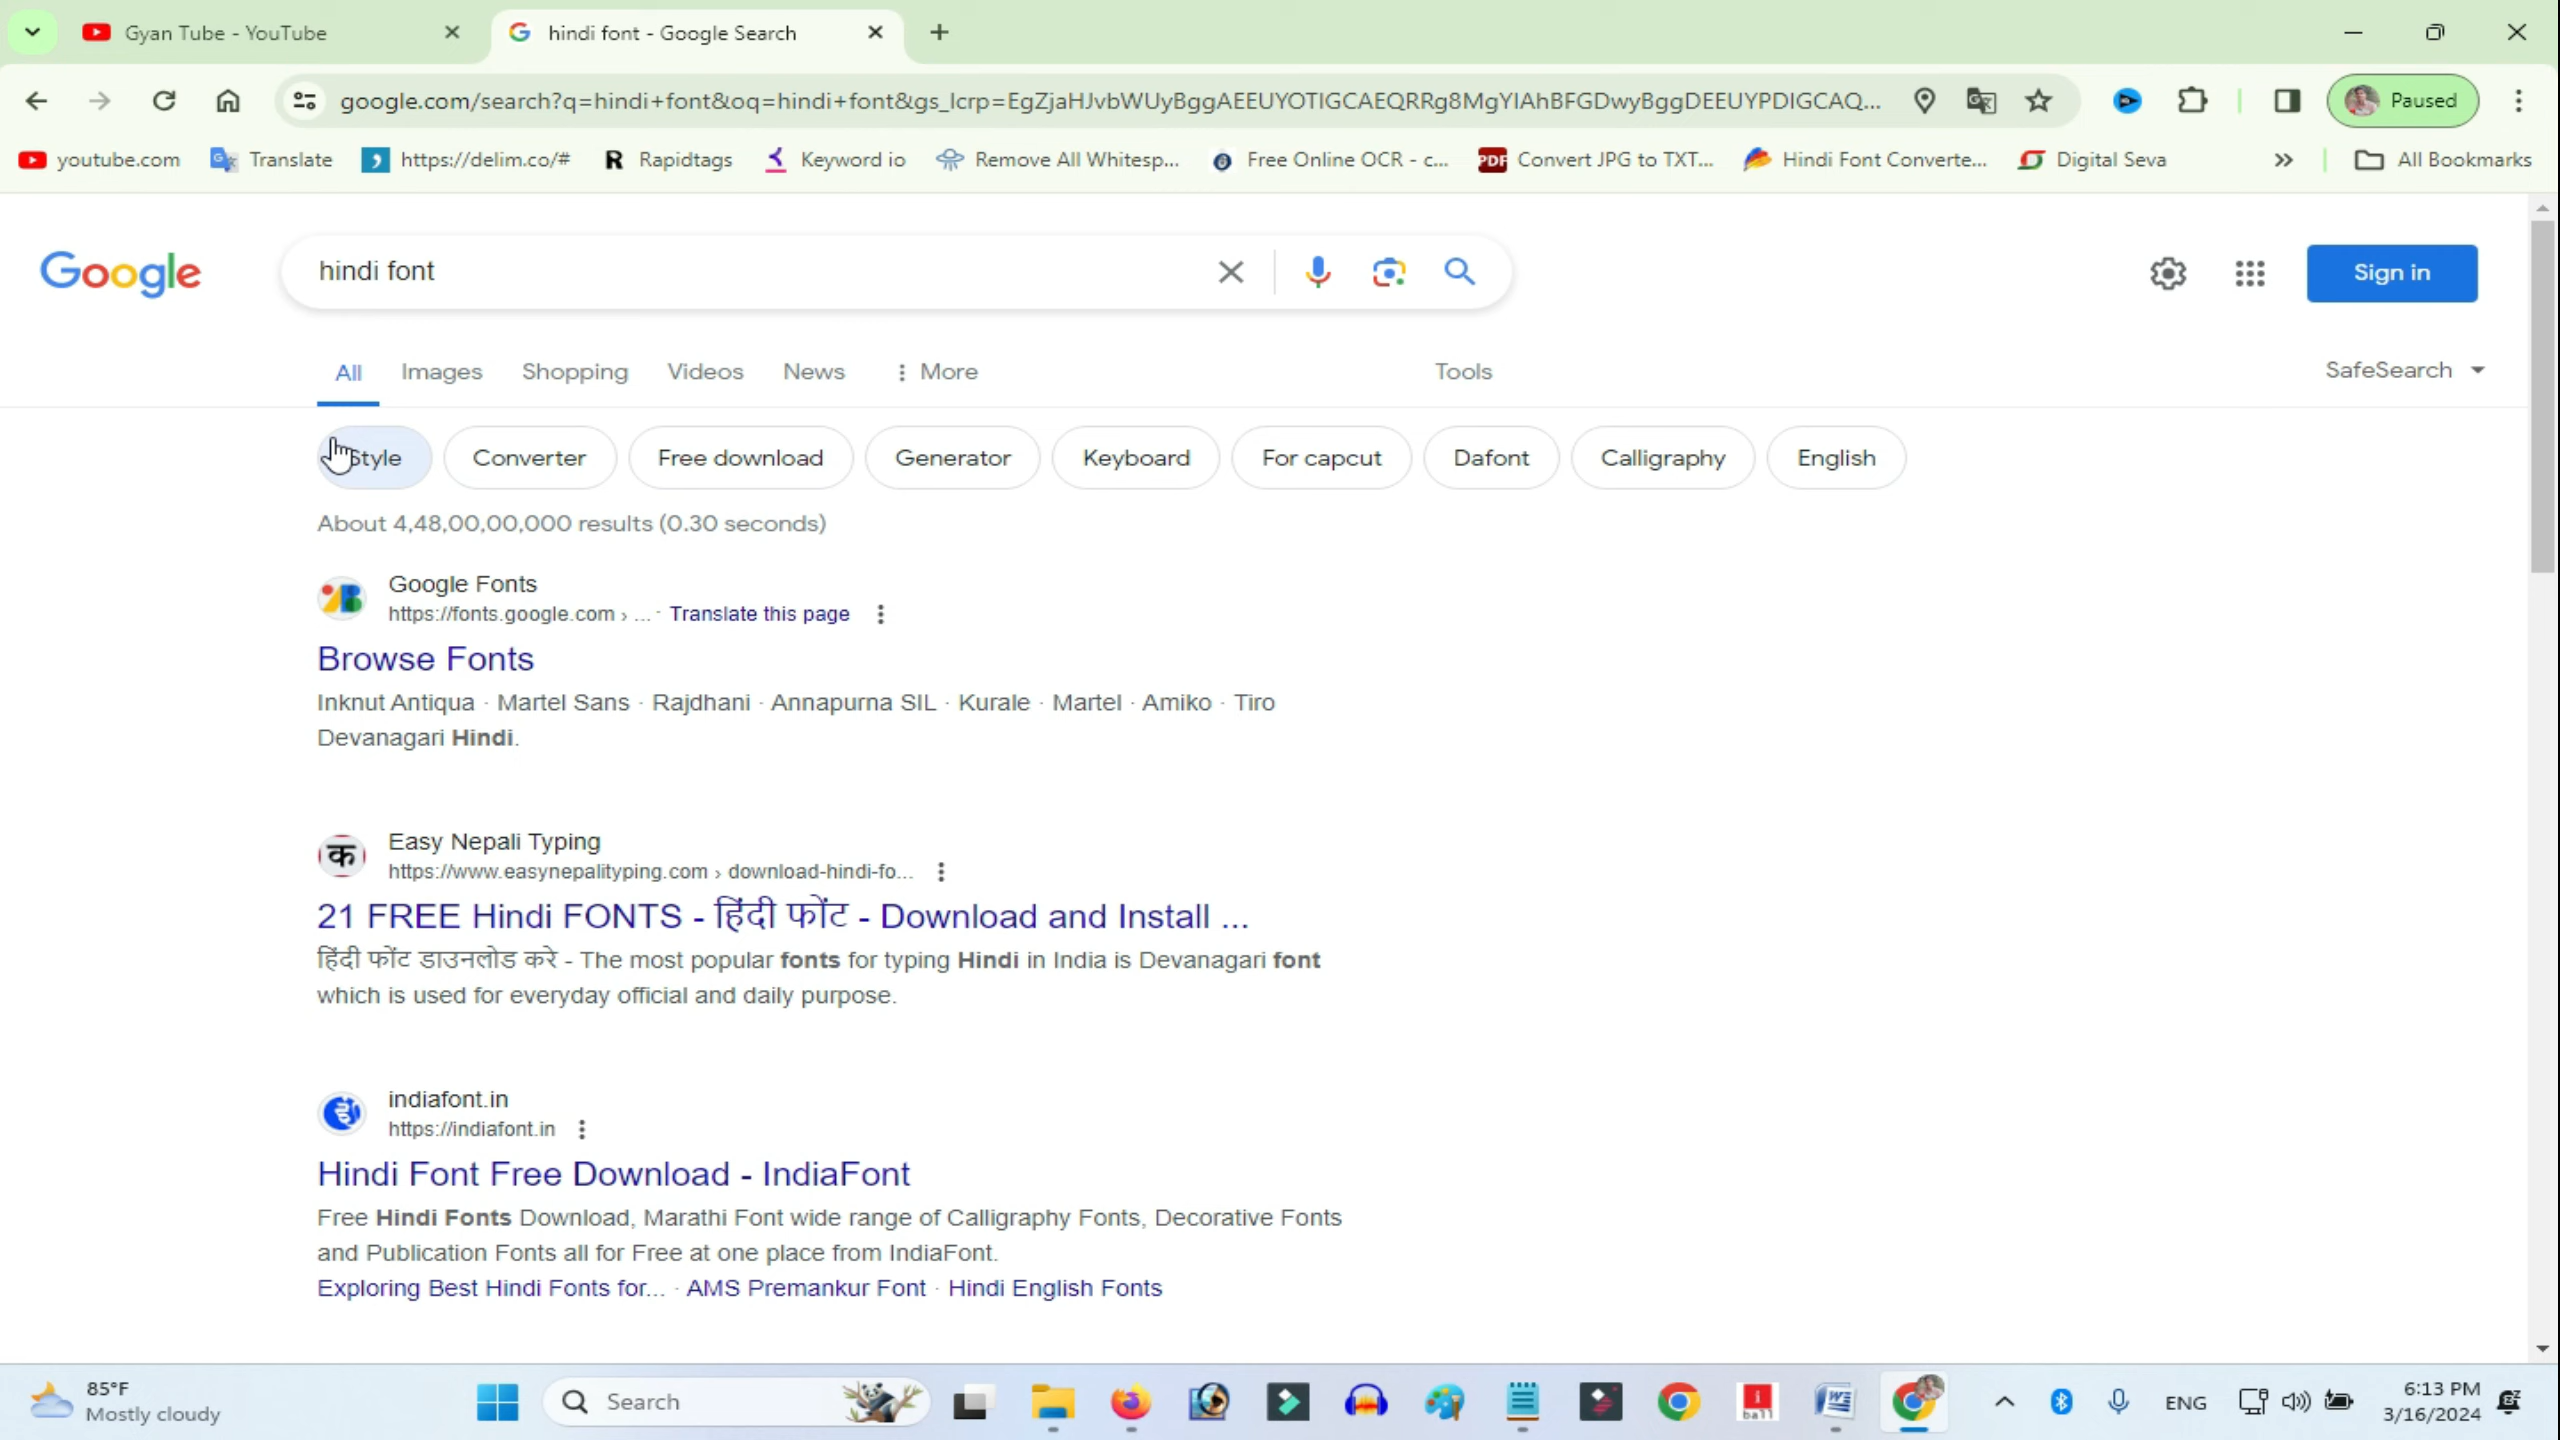 Gyan Tube - YouTube
hindi font - Google Search
google.com/search?q=hindi+font&oq=hindi+font&gs_lcrp=EgZjaHJvbWUyBggAEEUYOTIGCAEQRRg8MgYIAhBFGDwyBggDEEUYPDIGCAQ...
Paused
youtube.com
Translate
https://delim.co/#
Rapidtags
Keyword io
Remove All Whitesp...
Free Online OCR - c...
PDF
Convert JPG to TXT...
Hindi Font Converte...
Digital Seva
All Bookmarks
Google
hindi font
Sign in
All
Images
Shopping
Videos
News
More
Tools
SafeSearch
Style
Converter
Free download
Generator
Keyboard
For capcut
Dafont
Calligraphy
English
About 4,48,00,00,000 results (0.30 seconds)
Google Fonts
https://fonts.google.com › ... · Translate this page
Browse Fonts
Inknut Antiqua · Martel Sans · Rajdhani · Annapurna SIL · Kurale · Martel · Amiko · Tiro
Devanagari Hindi.
क
Easy Nepali Typing
https://www.easynepalityping.com › download-hindi-fo...
21 FREE Hindi FONTS - हिंदी फोंट - Download and Install ...
हिंदी फोंट डाउनलोड करे - The most popular fonts for typing Hindi in India is Devanagari font
which is used for everyday official and daily purpose.
indiafont.in
https://indiafont.in
Hindi Font Free Download - IndiaFont
Free Hindi Fonts Download, Marathi Font wide range of Calligraphy Fonts, Decorative Fonts
and Publication Fonts all for Free at one place from IndiaFont.
Exploring Best Hindi Fonts for... · AMS Premankur Font · Hindi English Fonts
85°F
Mostly cloudy
Search
i
ball
ENG
6:13 PM
3/16/2024